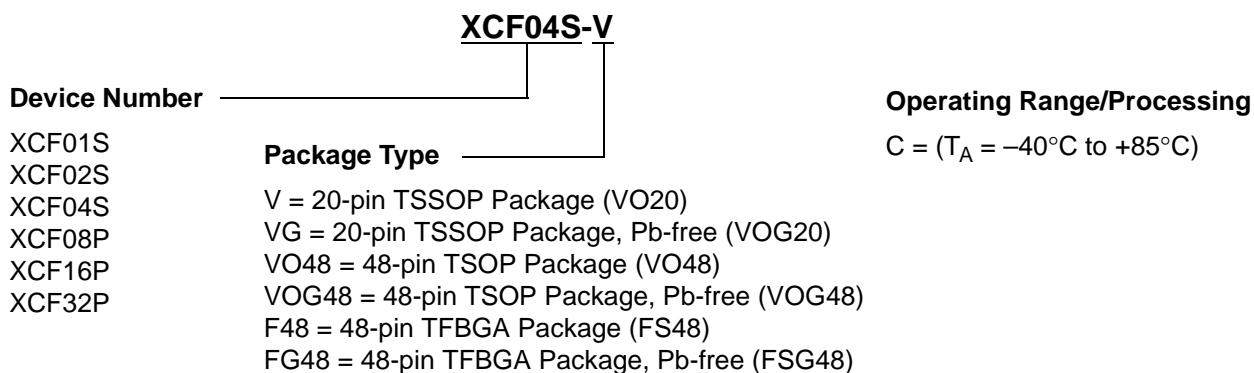 XCF04S-V
Device Number
XCF01S
XCF02S
XCF04S
XCF08P
XCF16P
XCF32P
Package Type
V = 20-pin TSSOP Package (VO20)
VG = 20-pin TSSOP Package, Pb-free (VOG20)
VO48 = 48-pin TSOP Package (VO48)
VOG48 = 48-pin TSOP Package, Pb-free (VOG48)
F48 = 48-pin TFBGA Package (FS48)
FG48 = 48-pin TFBGA Package, Pb-free (FSG48)
Operating Range/Processing
C = (TA = –40°C to +85°C)